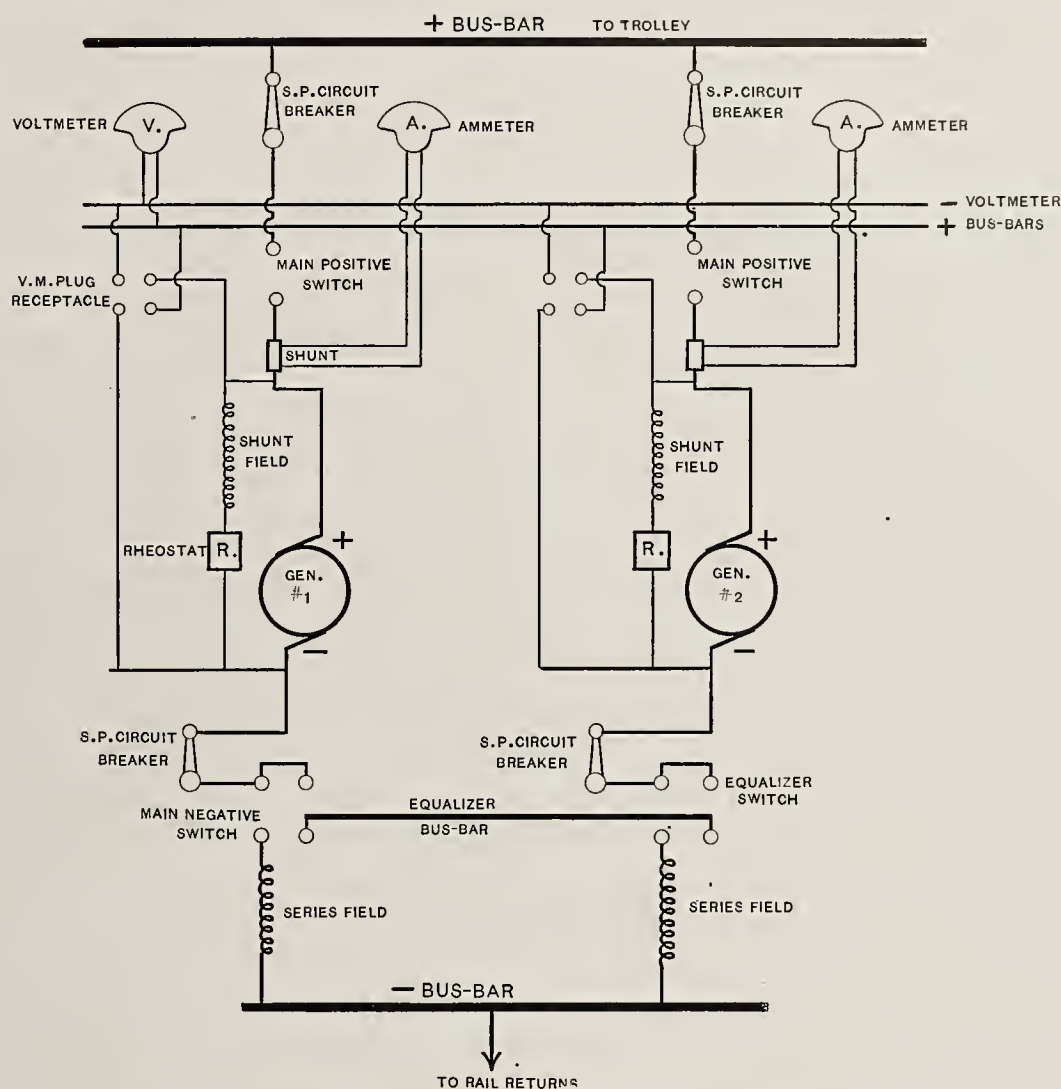 + BUS-BAR TO TROLLEY
S.P. CIRCUIT
BREAKER
S.P. CIRCUIT
BREAKER
VOLTMETER
V.
A.
AMMETER
A.
AMMETER
– VOLTMETER
+ BUS-BARS
V.M. PLUG
RECEPTACLE
MAIN POSITIVE
SWITCH
MAIN POSITIVE
SWITCH
SHUNT
SHUNT
SHUNT
FIELD
SHUNT
FIELD
RHEOSTAT
R.
+
GEN.
#1
–
R.
+
GEN.
#2
–
S.P. CIRCUIT
BREAKER
S.P. CIRCUIT
BREAKER
EQUALIZER
SWITCH
MAIN NEGATIVE
SWITCH
EQUALIZER
BUS-BAR
SERIES FIELD
SERIES FIELD
– BUS-BAR
TO RAIL RETURNS